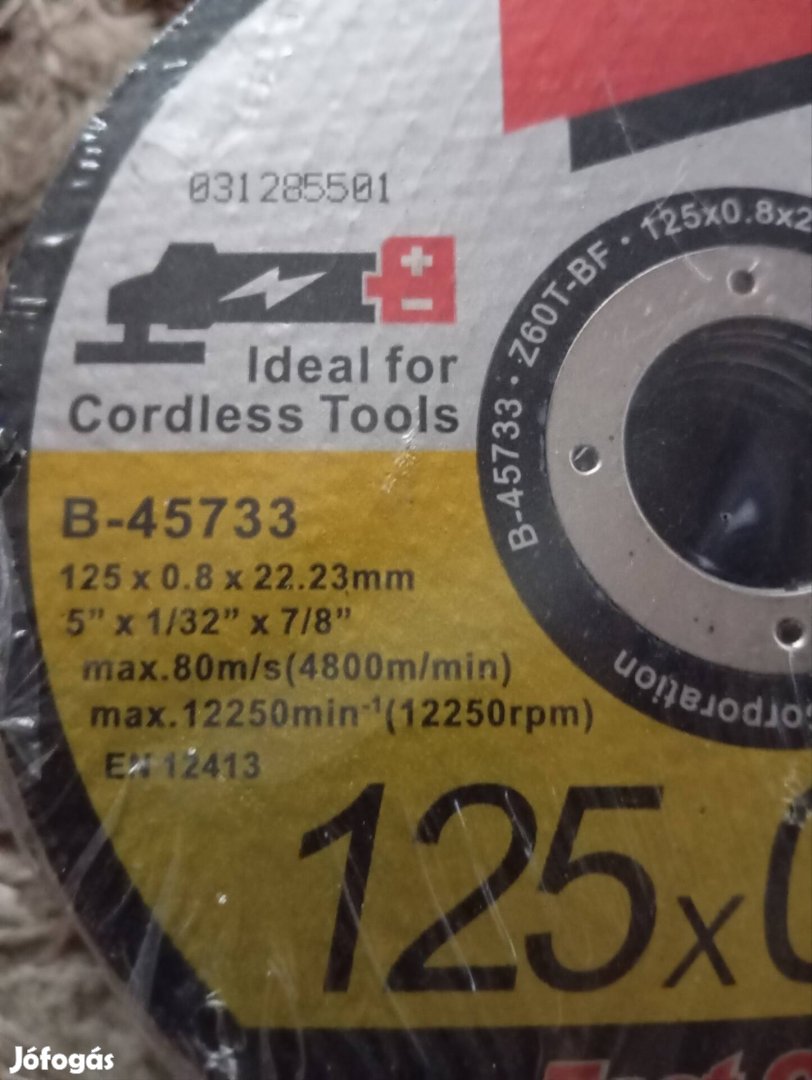 031285501
Ideal for
Cordless Tools
B-45733
125 x 0.8 x 22.23mm
5" x 1/32" x 7/8"
max.80m/s(4800m/min)
max.12250min⁻¹(12250rpm)
EN 12413
125x
B-45733 · Z60T-BF · 125x0.8x2
orporation
Jófogás